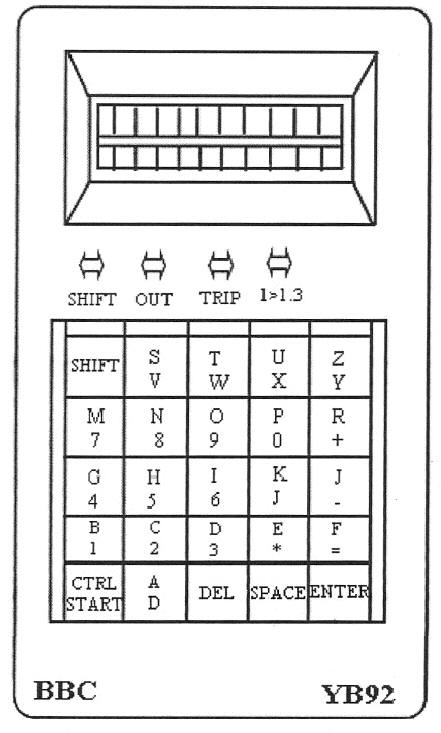 SHIFT OUT TRIP 1>1.3
SHIFT S T U Z
V W X Y
M N O P R
7 8 9 0 +
G H I K J
4 5 6 J -
B C D E F
1 2 3 * =
CTRL A DEL SPACE ENTER
START D
BBC YB92